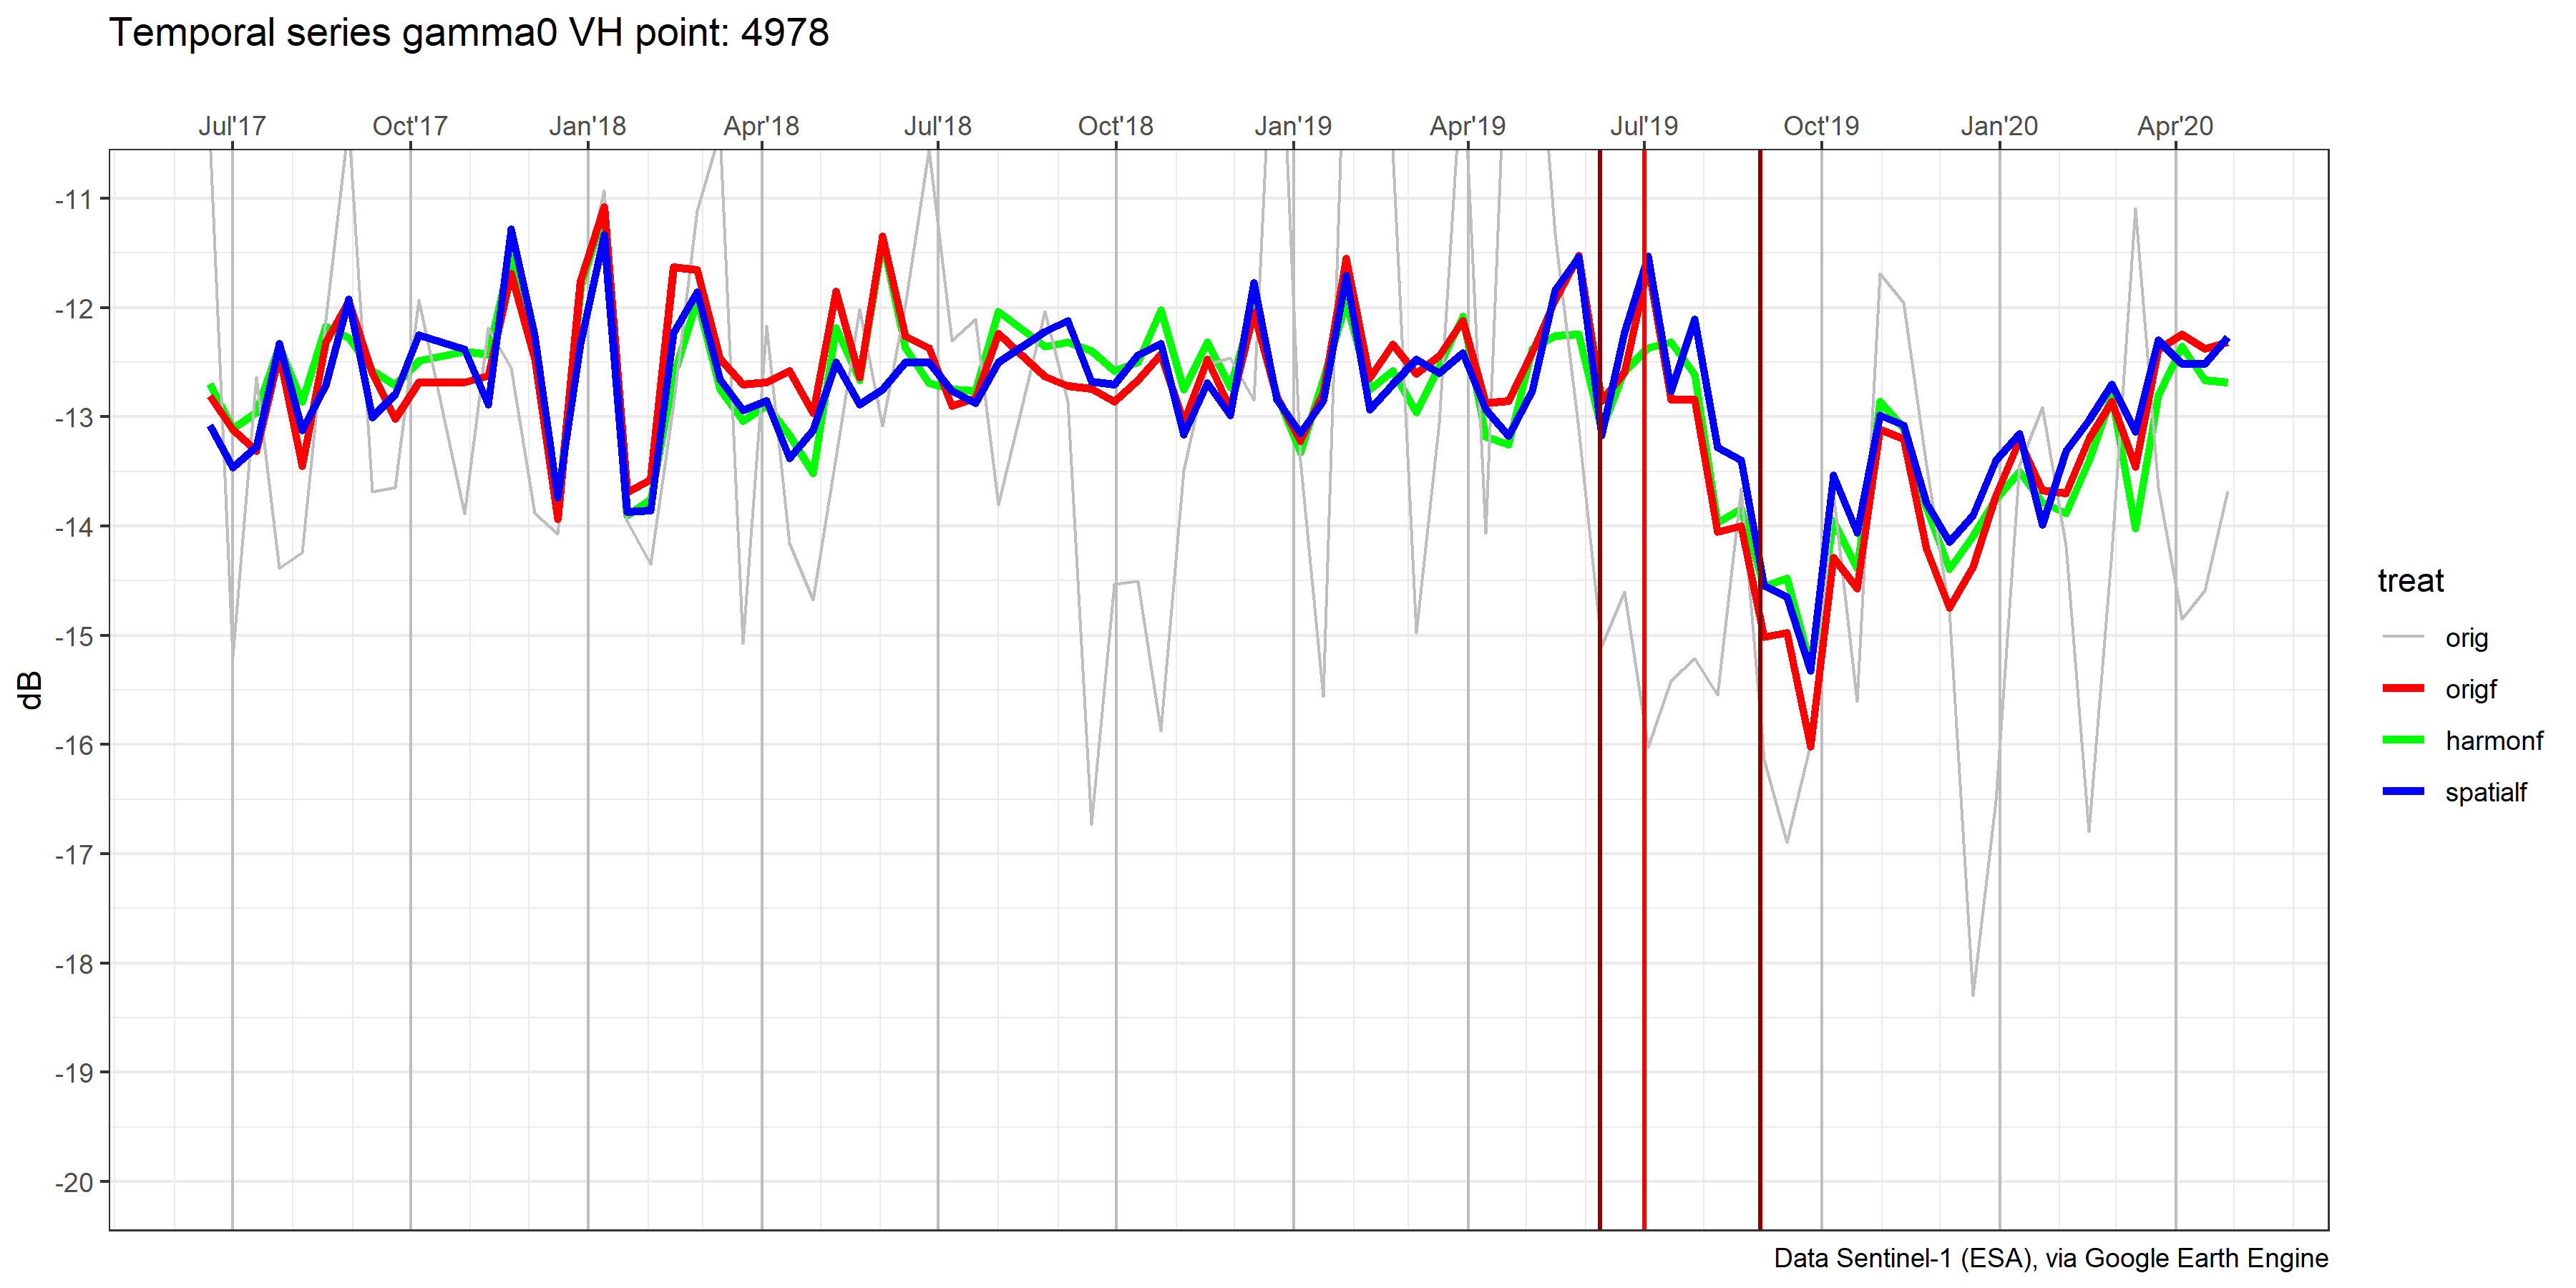 Temporal series gamma0 VH point: 4978
Jul'17 Oct'17 Jan'18 Apr'18 Jul'18 Oct'18 Jan'19 Apr'19 Jul'19 Oct'19 Jan'20 Apr'20
-11
-12
-13
-14
-15
-16
-17
-18
-19
-20
dB
treat
orig
origf
harmonf
spatialf
Data Sentinel-1 (ESA), via Google Earth Engine